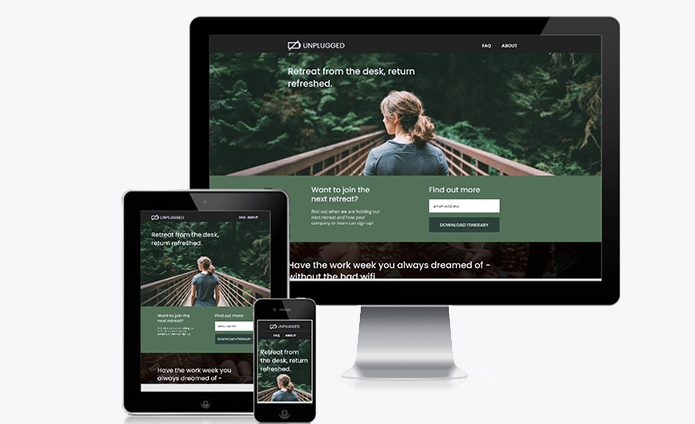 UNPLUGGED
FAQ ABOUT
Retreat from the desk, return
refreshed.
Want to join the
next retreat?
find out when we are holding our
next retreat and how your
company or team can sign up!
Find out more
email address
DOWNLOAD ITINERARY
Have the work week you always dreamed of -
without the bad wifi
UNPLUGGED
FAQ ABOUT
Retreat from the desk,
return refreshed.
Want to join the
next retreat?
Find out more
DOWNLOAD ITINERARY
Have the work week you
always dreamed of -
UNPLUGGED
FAQ ABOUT
Retreat from
the desk, return
refreshed.